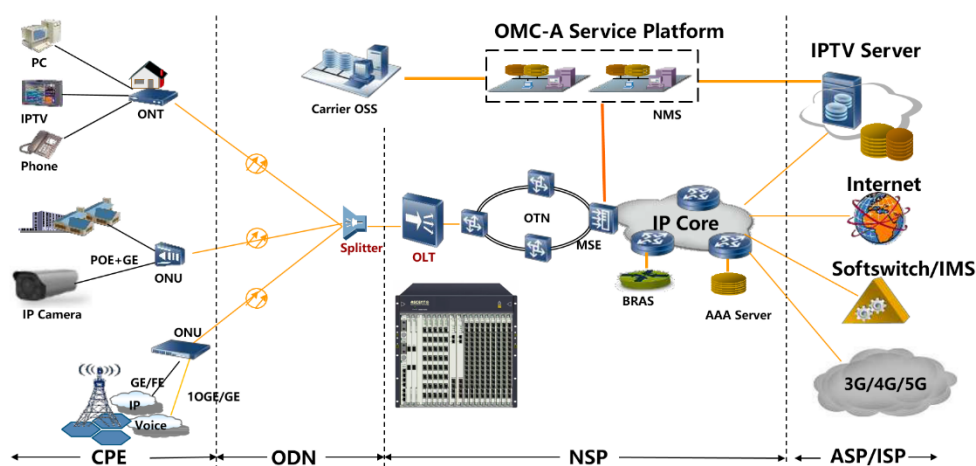 OMC-A Service Platform
IPTV Server
PC
Carrier OSS
NMS
IPTV
ONT
Phone
Internet
OTN
IP Core
Splitter
OLT
MSE
POE+GE
ONU
Softswitch/IMS
IP Camera
BRAS
AAA Server
ONU
GE/FE
3G/4G/5G
IP
10GE/GE
Voice
CPE
ODN
NSP
ASP/ISP